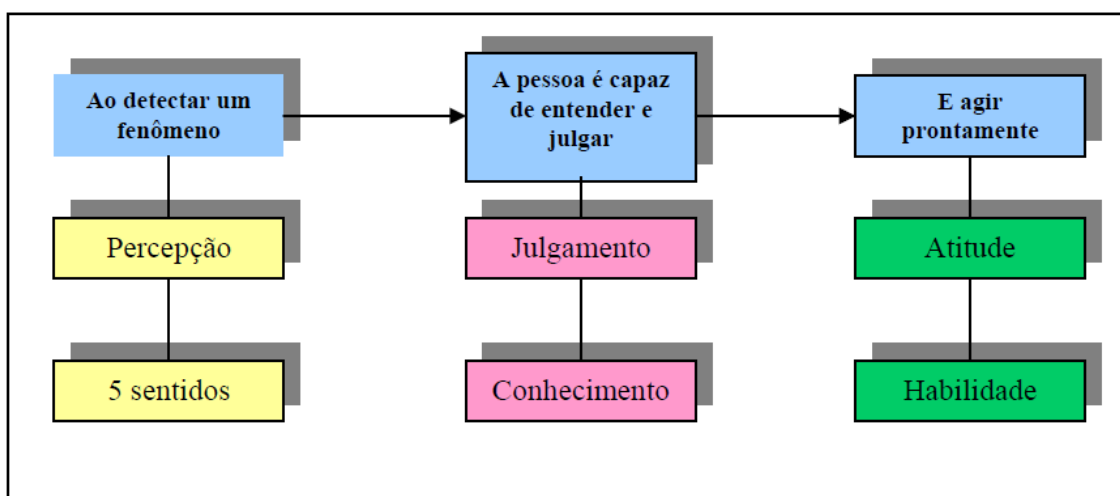 Ao detectar um
fenômeno
A pessoa é capaz
de entender e
julgar
E agir
prontamente
Percepção
Julgamento
Atitude
5 sentidos
Conhecimento
Habilidade